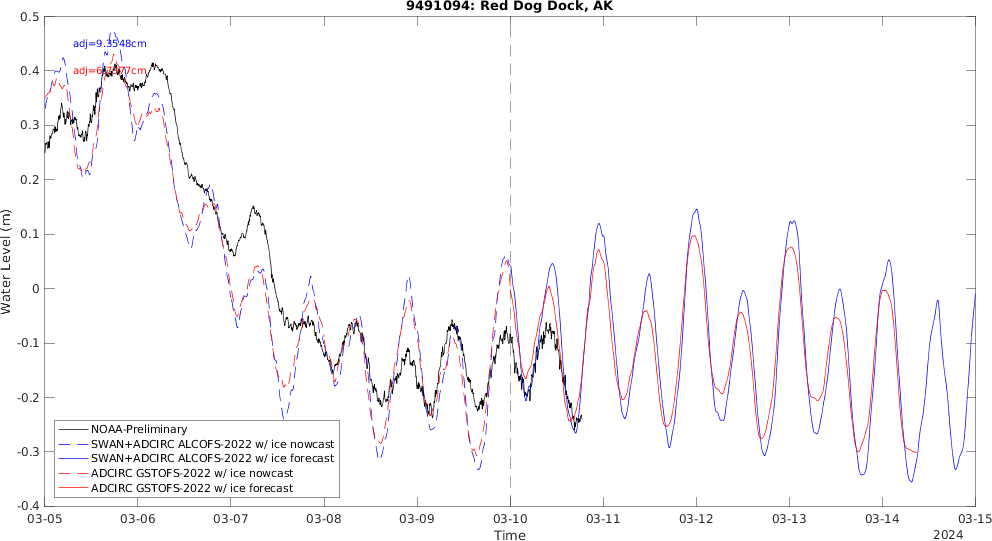 9491094: Red Dog Dock, AK
adj=9.3548cm
0.5
0.4
0.3
0.2
0.1
0
-0.1
-0.2
-0.3
-0.4
Water Level (m)
NOAA-Preliminary
SWAN+ADCIRC ALCOFS-2022 w/ ice nowcast
SWAN+ADCIRC ALCOFS-2022 w/ ice forecast
ADCIRC GSTOFS-2022 w/ ice nowcast
ADCIRC GSTOFS-2022 w/ ice forecast
03-05 03-06 03-07 03-08 03-09 03-10 03-11 03-12 03-13 03-14 03-15
Time
2024